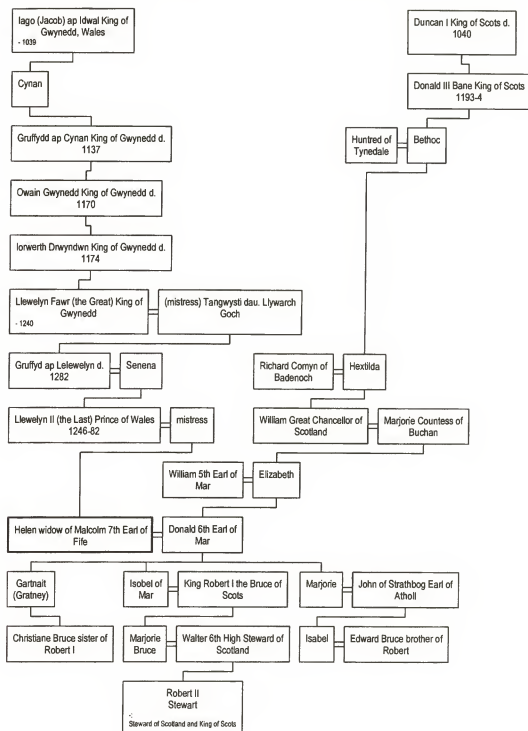 Iago (Jacob) ap Idwal King of
Gwynedd, Wales
- 1039
Duncan I King of Scots d.
1040
Cynan
Donald III Bane King of Scots
1193-4
Gruffydd ap Cynan King of Gwynedd d.
1137
Huntred of
Tynedale
Bethoc
Owain Gwynedd King of Gwynedd d.
1170
Iorwerth Drwyndwn King of Gwynedd d.
1174
Llewelyn Fawr (the Great) King of
Gwynedd
- 1240
(mistress) Tangwysti dau. Llywarch
Goch
Gruffyd ap Lelewelyn d.
1282
Senena
Richard Comyn of
Badenoch
Hextilda
Llewelyn II (the Last) Prince of Wales
1246-82
mistress
William Great Chancellor of
Scotland
Marjorie Countess of
Buchan
William 5th Earl of
Mar
Elizabeth
Helen widow of Malcolm 7th Earl of
Fife
Donald 6th Earl of
Mar
Gartnait
(Gratney)
Isobel of
Mar
King Robert I the Bruce of
Scots
Marjorie
John of Strathbog Earl of
Atholl
Christiane Bruce sister of
Robert I
Marjorie
Bruce
Walter 6th High Steward of
Scotland
Isabel
Edward Bruce brother of
Robert
Robert II
Stewart
-;
Steward of Scotland and King of Scots